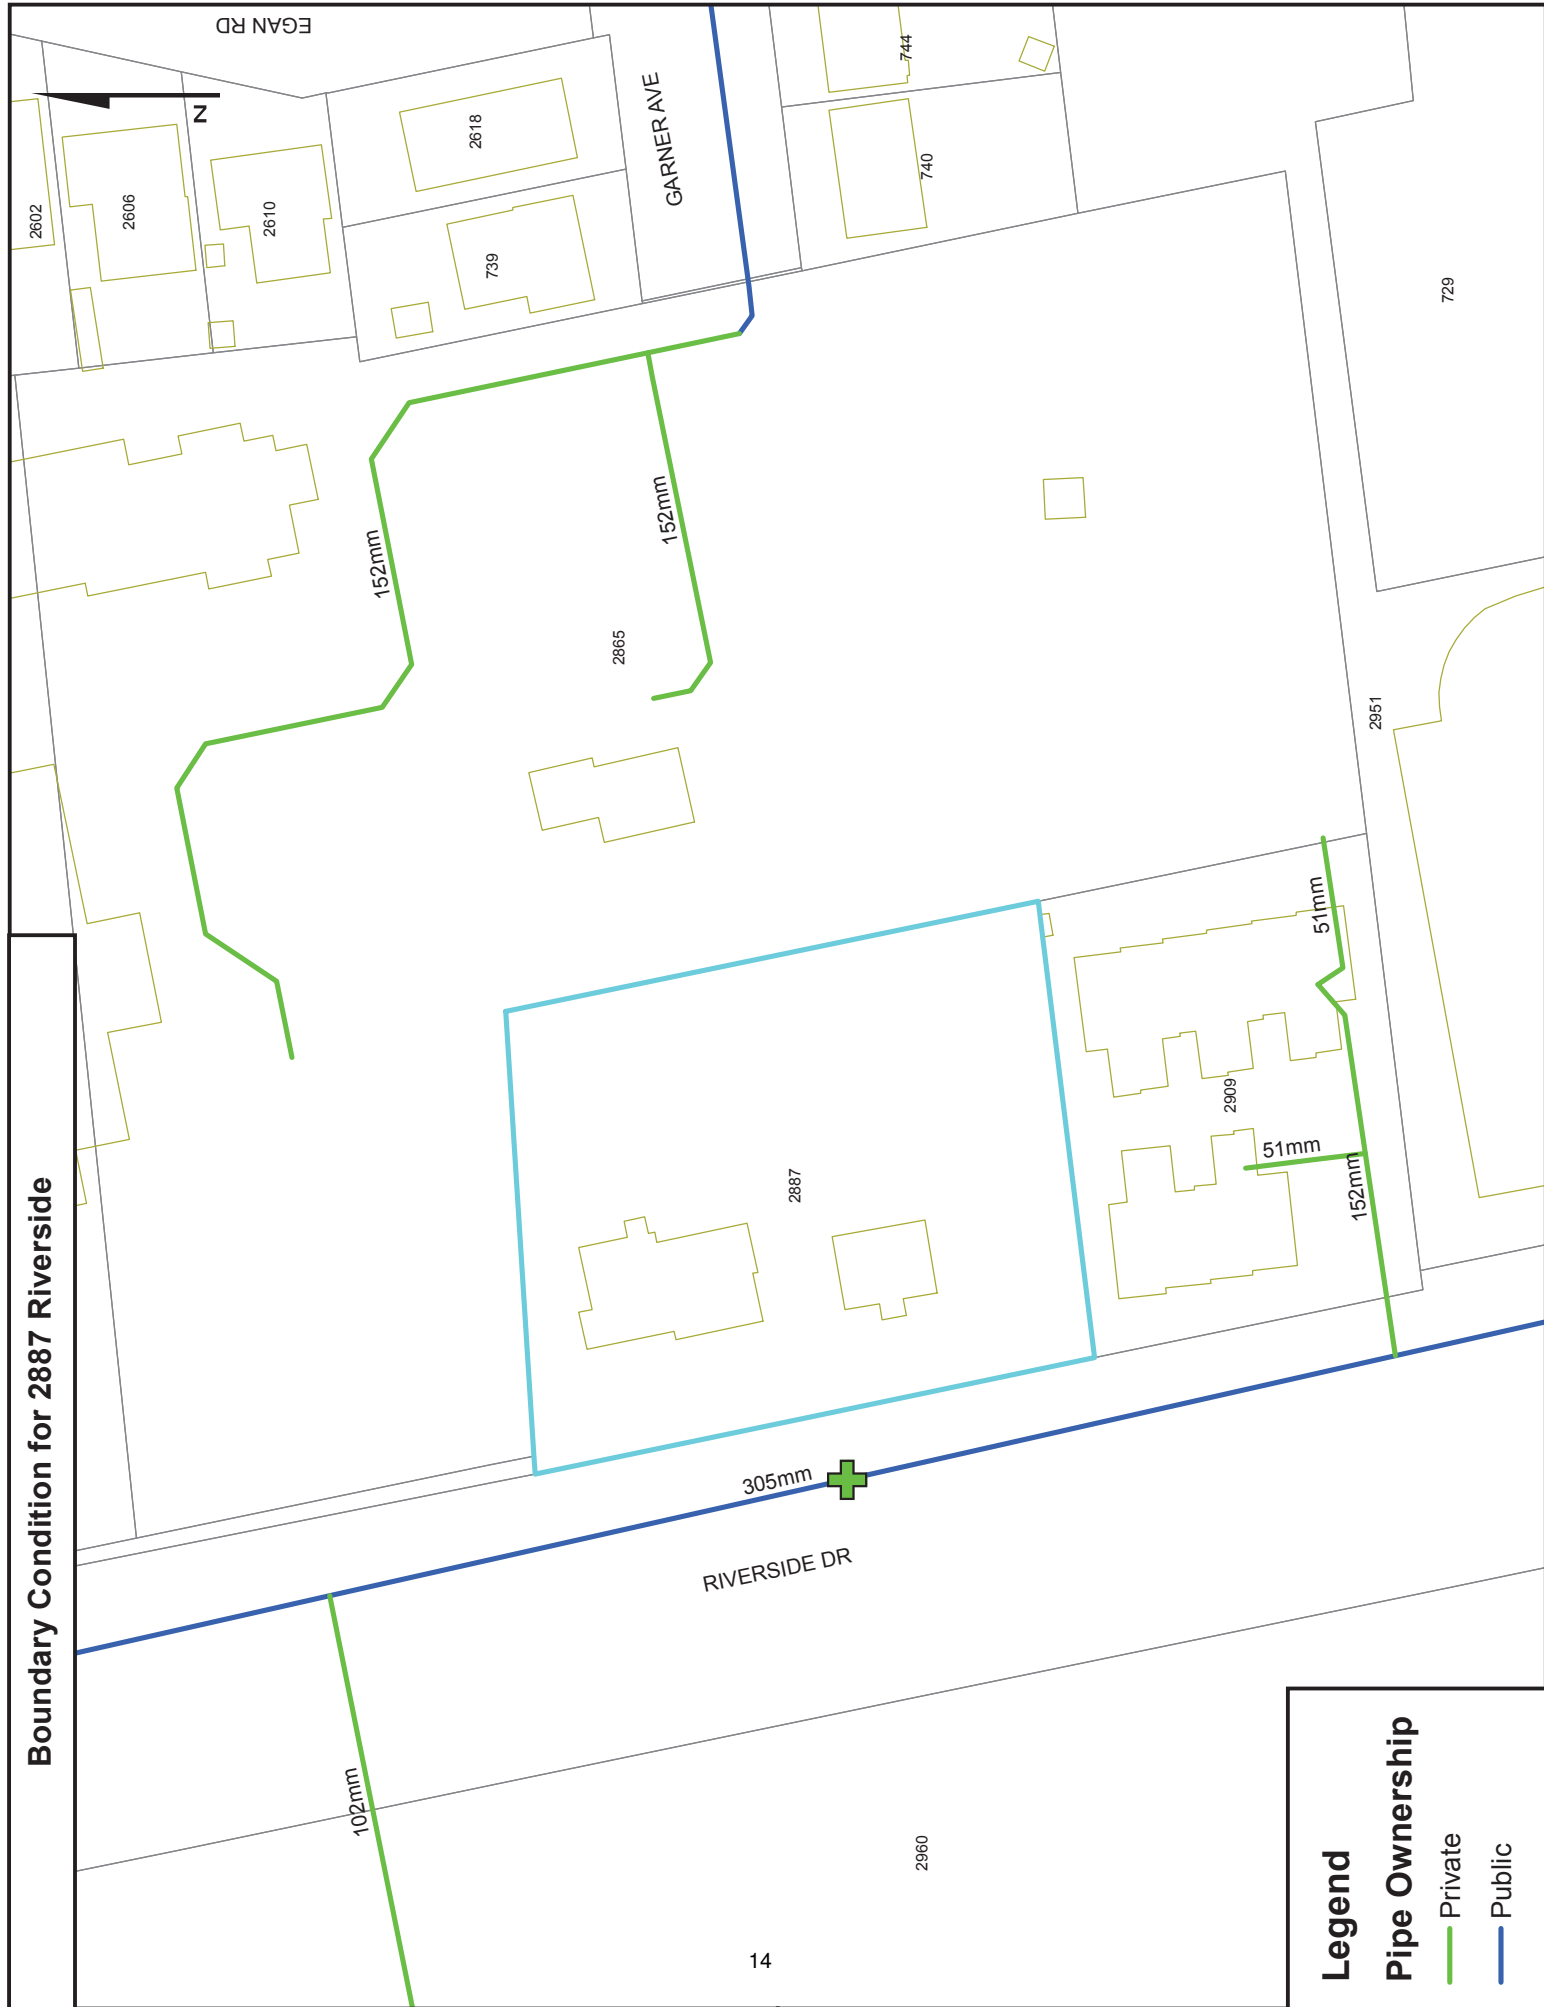 Boundary Condition for 2887 Riverside
EGAN RD
N
2602
2606
2610
2618
739
GARNER AVE
744
740
729
152mm
152mm
2865
2951
51mm
2909
51mm
152mm
2887
305mm
RIVERSIDE DR
102mm
2960
14
Legend
Pipe Ownership
Private
Public